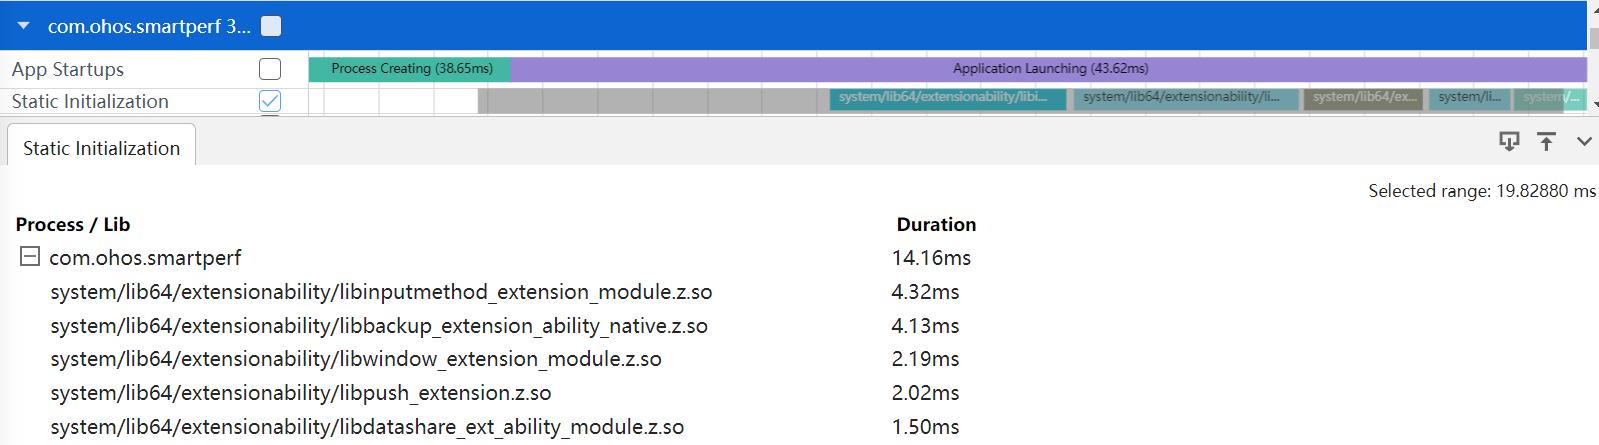 com.ohos.smartperf 3...
App Startups
Process Creating (38.65ms)
Application Launching (43.62ms)
Static Initialization
system/lib64/extensionability/libi...
system/lib64/extensionability/li...
system/lib64/ex...
system/li...
system/...
Static Initialization
Selected range: 19.82880 ms
Process / Lib Duration
com.ohos.smartperf 14.16ms
system/lib64/extensionability/libinputmethod_extension_module.z.so 4.32ms
system/lib64/extensionability/libbackup_extension_ability_native.z.so 4.13ms
system/lib64/extensionability/libwindow_extension_module.z.so 2.19ms
system/lib64/extensionability/libpush_extension.z.so 2.02ms
system/lib64/extensionability/libdatashare_ext_ability_module.z.so 1.50ms